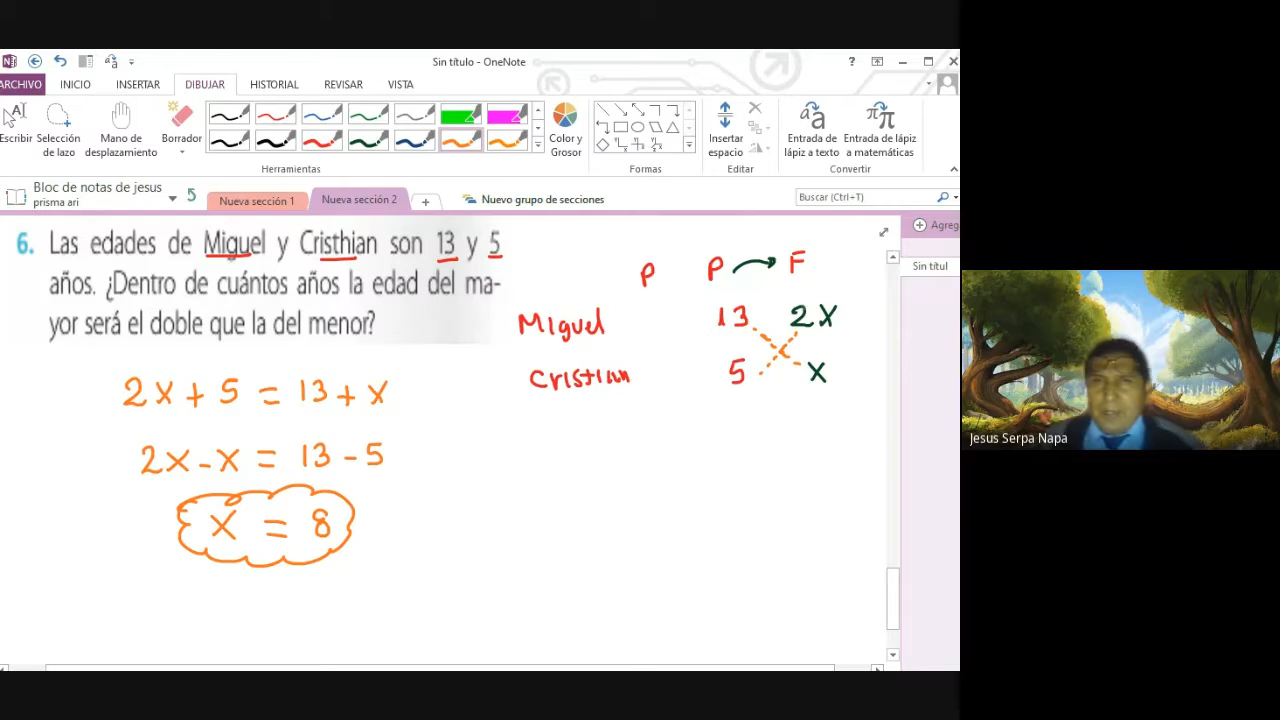 Sin título - OneNote
ARCHIVO INICIO INSERTAR DIBUJAR HISTORIAL REVISAR VISTA
Escribir
Selección de lazo
Mano de desplazamiento
Borrador
Color y Grosor
Insertar espacio
Entrada de lápiz a texto
Entrada de lápiz a matemáticas
Herramientas Formas Editar Convertir
Bloc de notas de jesus
prisma ari
Nueva sección 1
Nueva sección 2
+
Nuevo grupo de secciones
Buscar (Ctrl+T)
Agrega
Sin títul
6. Las edades de Miguel y Cristhian son 13 y 5
años. ¿Dentro de cuántos años la edad del ma-
yor será el doble que la del menor?
P P F
Miguel 13 2X
Cristian 5 X
2X + 5 = 13 + X
2X - X = 13 - 5
X = 8
Jesus Serpa Napa